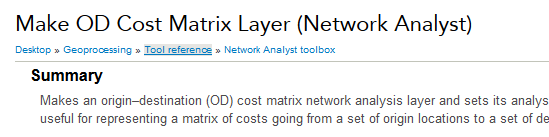 Make OD Cost Matrix Layer (Network Analyst)
Desktop » Geoprocessing » Tool reference » Network Analyst toolbox
Summary
Makes an origin–destination (OD) cost matrix network analysis layer and sets its analys
useful for representing a matrix of costs going from a set of origin locations to a set of de